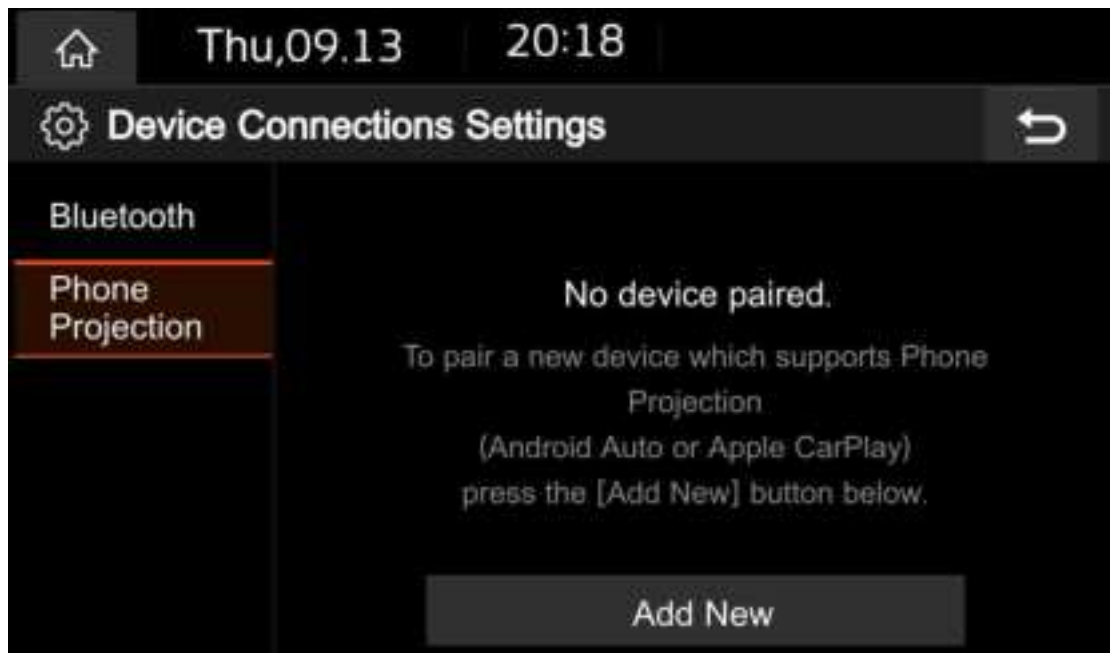 Thu,09.13 20:18
Device Connections Settings
Bluetooth
Phone
Projection
No device paired.
To pair a new device which supports Phone
Projection
(Android Auto or Apple CarPlay)
press the [Add New] button below.
Add New